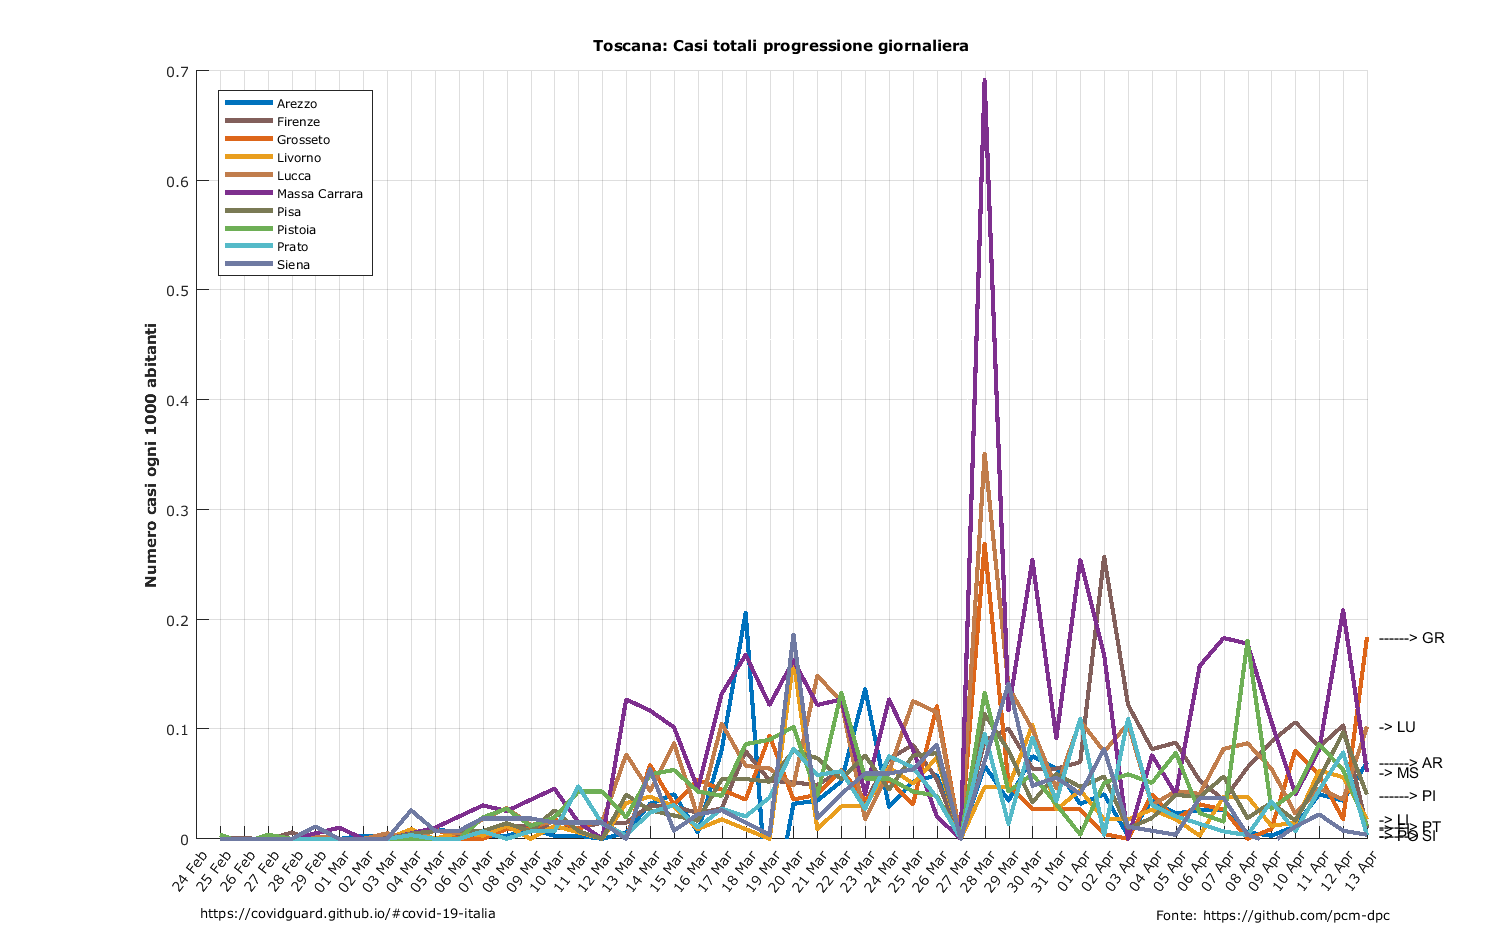 Toscana: Casi totali progressione giornaliera
Numero casi ogni 1000 abitanti
0.7
0.6
0.5
0.4
0.3
0.2
0.1
0
Arezzo
Firenze
Grosseto
Livorno
Lucca
Massa Carrara
Pisa
Pistoia
Prato
Siena
------> GR
-> LU
------> AR
-> MS
------> PI
-> LI
PT
SI
24 Feb
25 Feb
26 Feb
27 Feb
28 Feb
29 Feb
01 Mar
02 Mar
03 Mar
04 Mar
05 Mar
06 Mar
07 Mar
08 Mar
09 Mar
10 Mar
11 Mar
12 Mar
13 Mar
14 Mar
15 Mar
16 Mar
17 Mar
18 Mar
19 Mar
20 Mar
21 Mar
22 Mar
23 Mar
24 Mar
25 Mar
26 Mar
27 Mar
28 Mar
29 Mar
30 Mar
31 Mar
01 Apr
02 Apr
03 Apr
04 Apr
05 Apr
06 Apr
07 Apr
08 Apr
09 Apr
10 Apr
11 Apr
12 Apr
13 Apr
https://covidguard.github.io/#covid-19-italia
Fonte: https://github.com/pcm-dpc